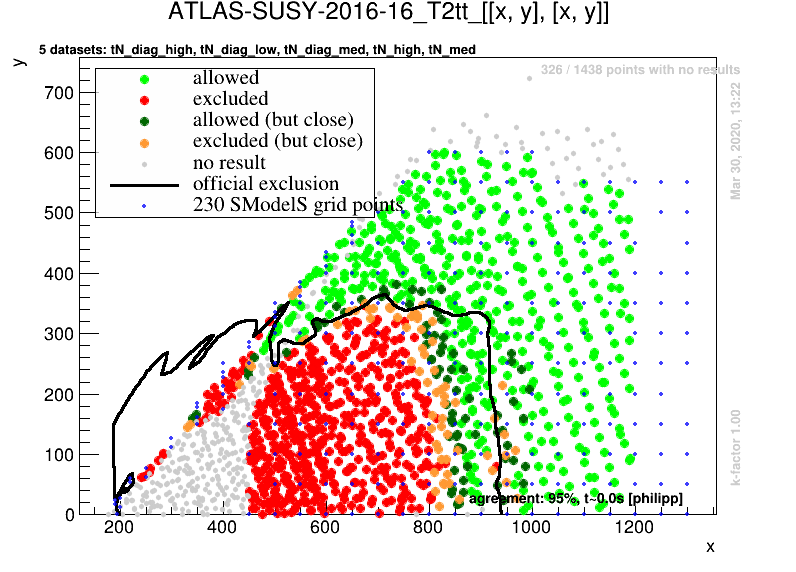 ATLAS-SUSY-2016-16_T2tt_[[x, y], [x, y]]
5 datasets: tN_diag_high, tN_diag_low, tN_diag_med, tN_high, tN_med
y
326 / 1438 points with no results
Mar 30, 2020, 13:22
allowed
excluded
allowed (but close)
excluded (but close)
no result
official exclusion
230 SModelS grid points
700
600
500
400
300
200
100
0
k-factor 1.00
agreement: 95%, t~0.0s [philipp]
200 400 600 800 1000 1200
x